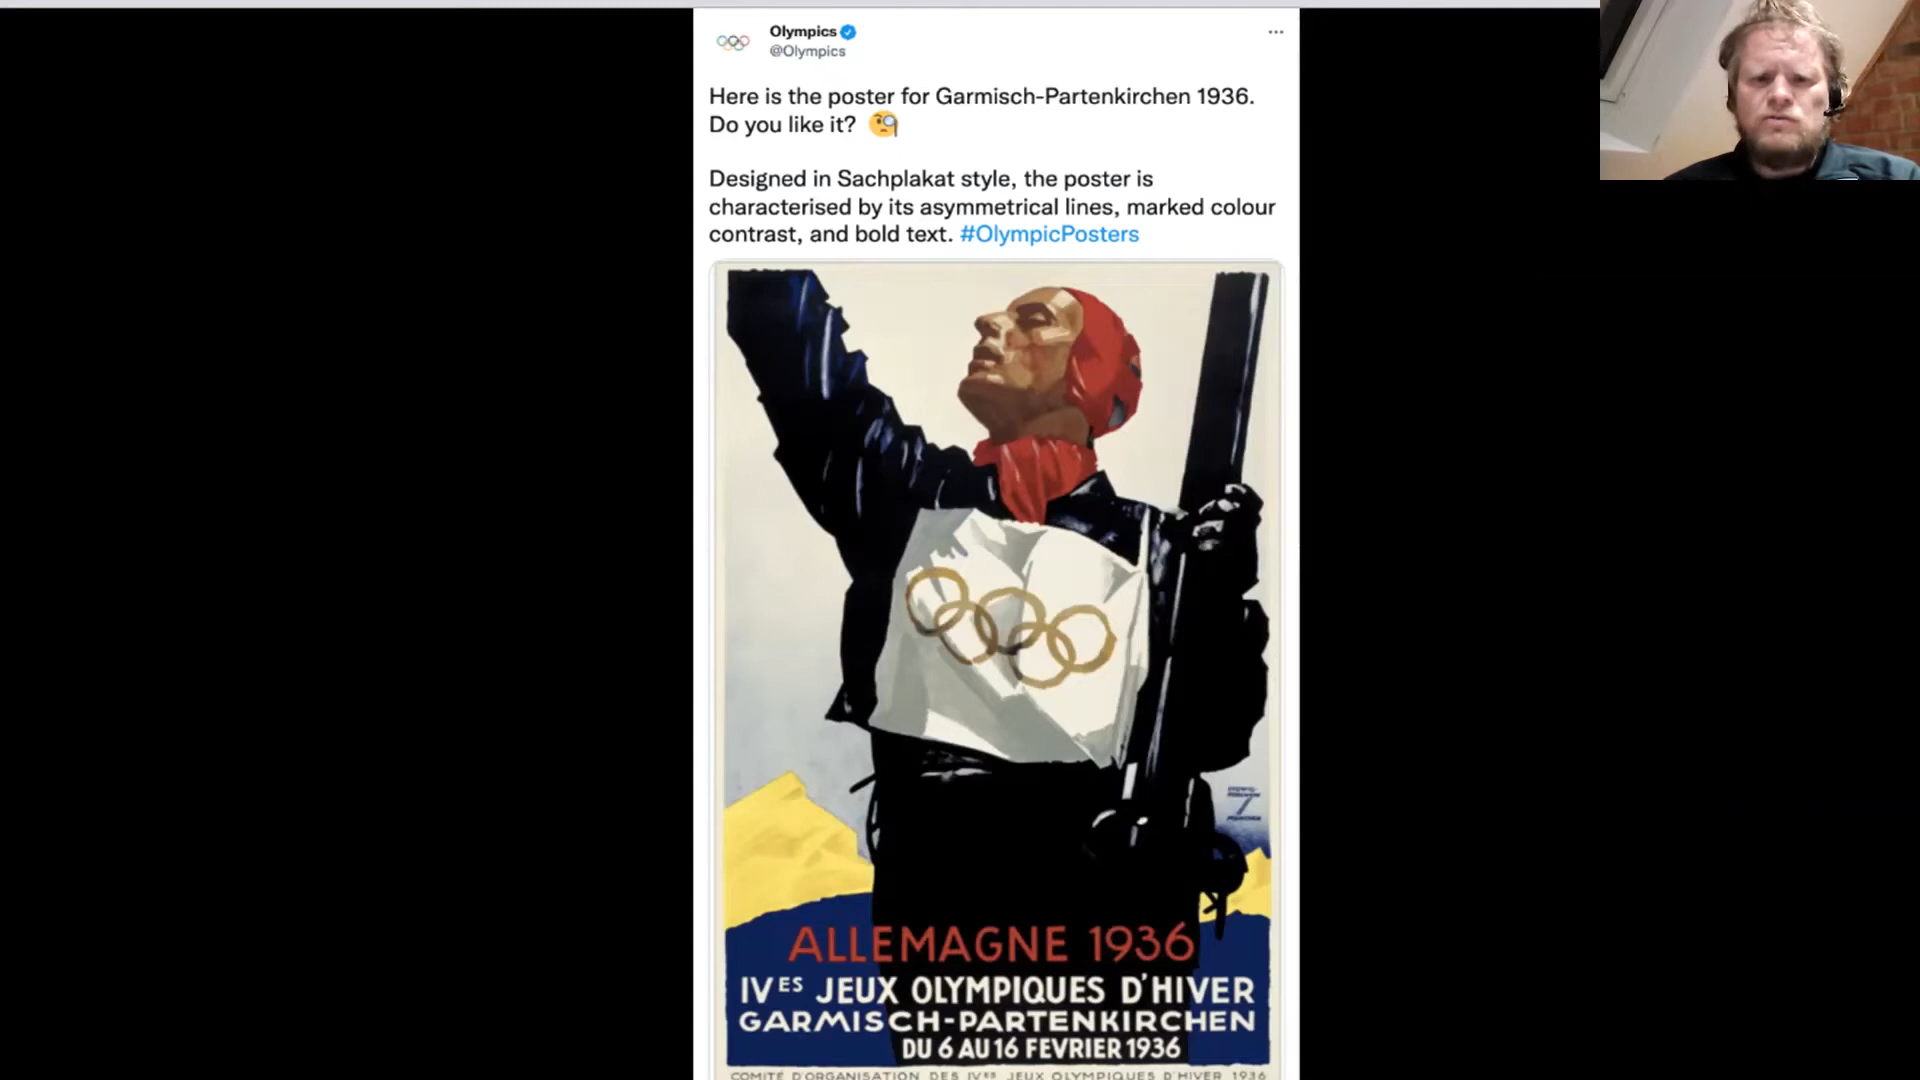 Olympics
@Olympics
Here is the poster for Garmisch-Partenkirchen 1936.
Do you like it? 🧐
Designed in Sachplakat style, the poster is
characterised by its asymmetrical lines, marked colour
contrast, and bold text. #OlympicPosters
ALLEMAGNE 1936
IVES JEUX OLYMPIQUES D'HIVER
GARMISCH-PARTENKIRCHEN
DU 6 AU 16 FEVRIER 1936
COMITÉ D'ORGANISATION DES IVES JEUX OLYMPIQUES D'HIVER 1936